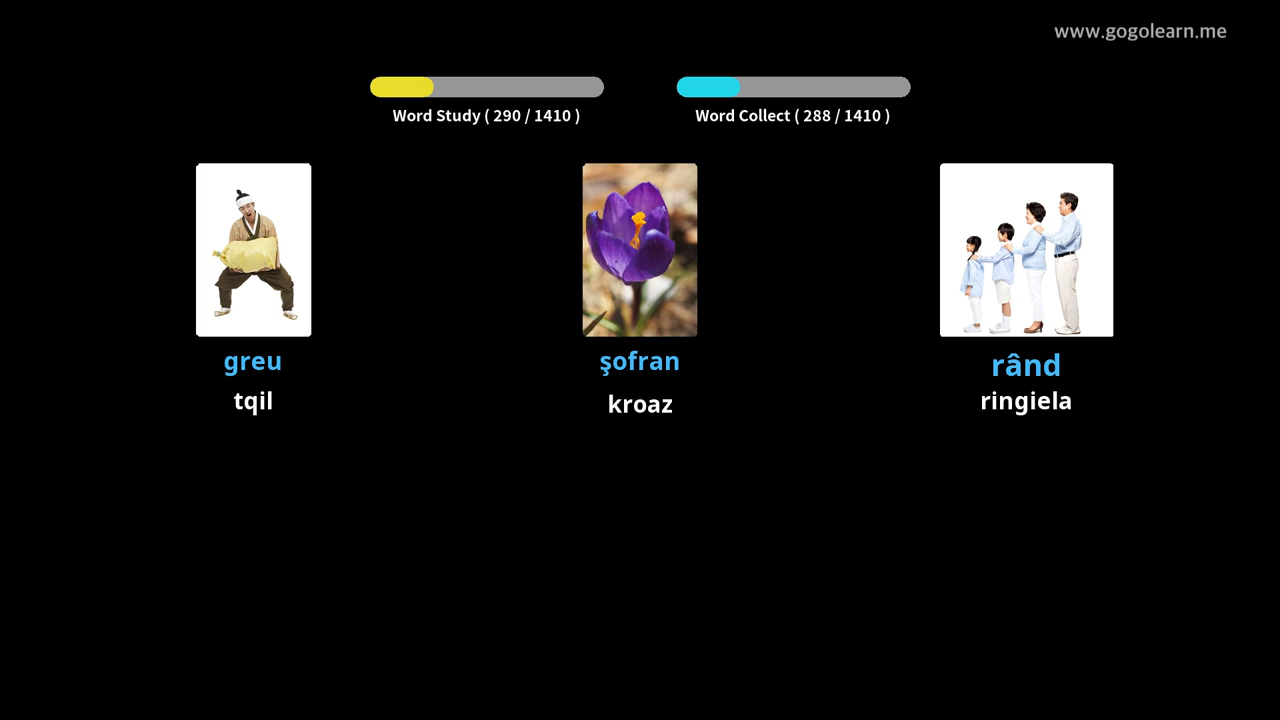 www.gogolearn.me
Word Study ( 290 / 1410 )
Word Collect ( 288 / 1410 )
greu
şofran
rând
tqil
kroaz
ringiela